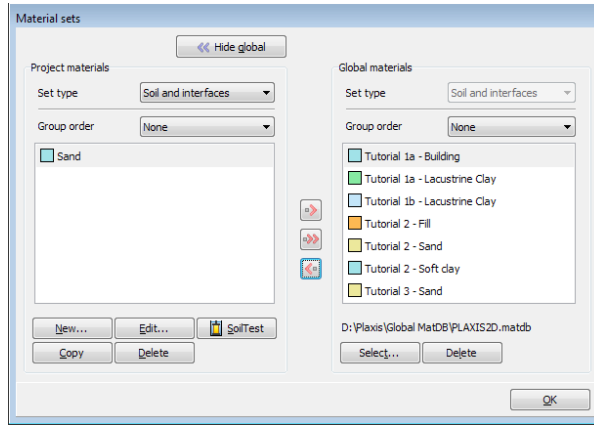 Material sets
Hide global
Project materials
Set type
Soil and interfaces
Group order
None
Sand
New...
Edit...
SoilTest
Copy
Delete
Global materials
Set type
Soil and interfaces
Group order
None
Tutorial 1a - Building
Tutorial 1a - Lacustrine Clay
Tutorial 1b - Lacustrine Clay
Tutorial 2 - Fill
Tutorial 2 - Sand
Tutorial 2 - Soft clay
Tutorial 3 - Sand
D:\Plaxis\Global MatDB\PLAXIS2D.matdb
Select...
Delete
OK